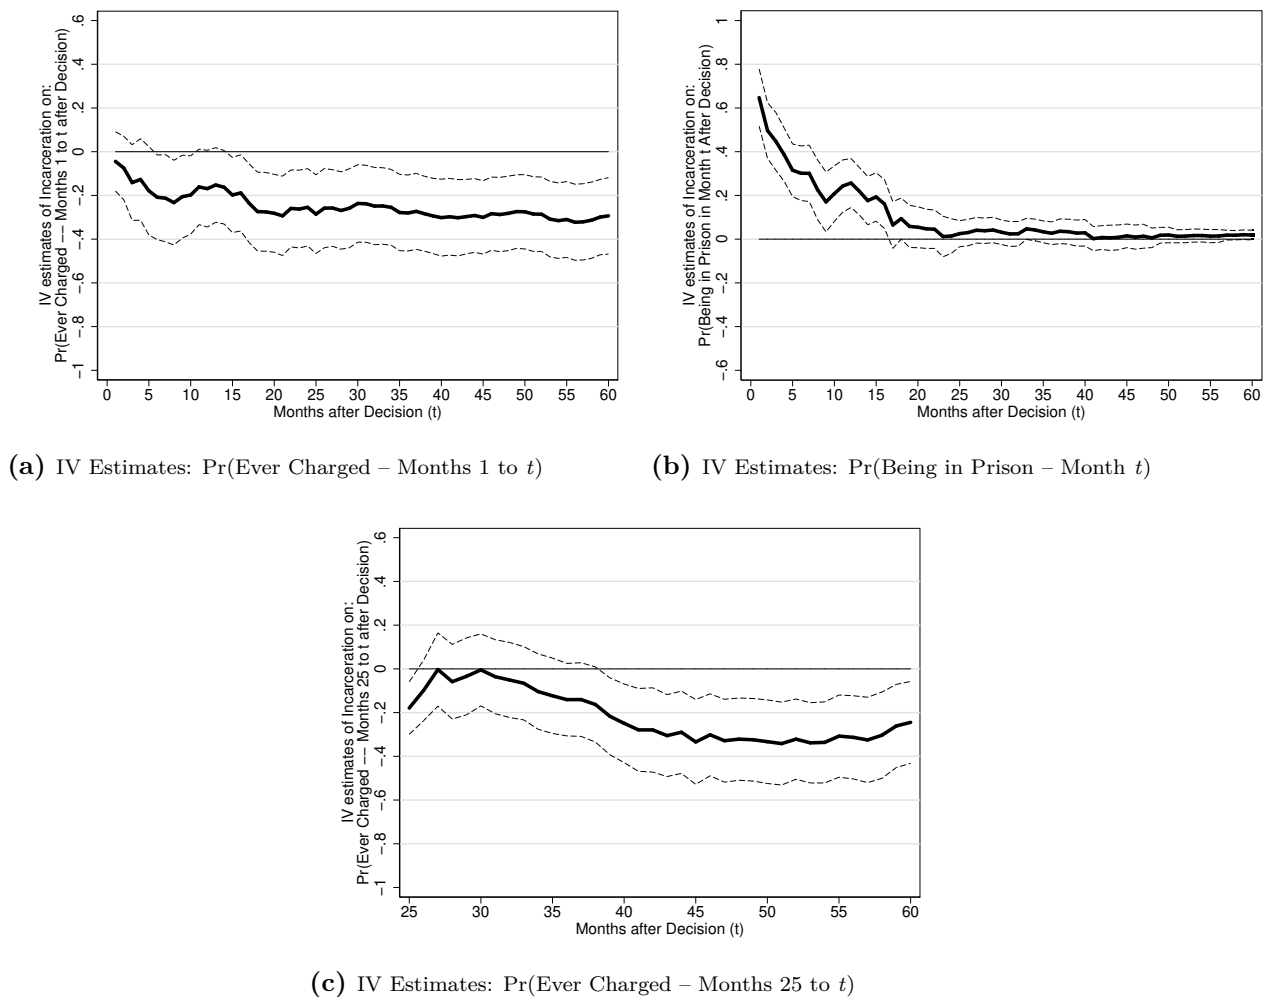 IV estimates of Incarceration on:
Pr(Ever Charged −− Months 1 to t after Decision)
.6
.4
.2
0
−.2
−.4
−.6
−.8
−1
0 5 10 15 20 25 30 35 40 45 50 55 60
Months after Decision (t)
(a) IV Estimates: Pr(Ever Charged – Months 1 to t)
IV estimates of Incarceration on:
Pr(Being in Prison in Month t After Decision)
1
.8
.6
.4
.2
0
−.2
−.4
−.6
0 5 10 15 20 25 30 35 40 45 50 55 60
Months after Decision (t)
(b) IV Estimates: Pr(Being in Prison – Month t)
IV estimates of Incarceration on:
Pr(Ever Charged −− Months 25 to t after Decision)
.6
.4
.2
0
−.2
−.4
−.6
−.8
−1
25 30 35 40 45 50 55 60
Months after Decision (t)
(c) IV Estimates: Pr(Ever Charged – Months 25 to t)